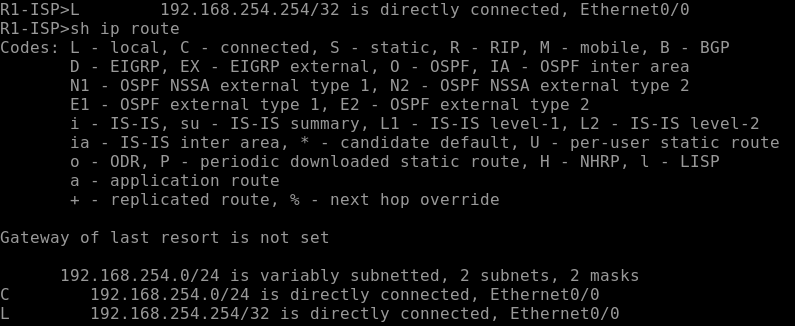 R1-ISP>L        192.168.254.254/32 is directly connected, Ethernet0/0
R1-ISP>sh ip route
Codes: L - local, C - connected, S - static, R - RIP, M - mobile, B - BGP
       D - EIGRP, EX - EIGRP external, O - OSPF, IA - OSPF inter area
       N1 - OSPF NSSA external type 1, N2 - OSPF NSSA external type 2
       E1 - OSPF external type 1, E2 - OSPF external type 2
       i - IS-IS, su - IS-IS summary, L1 - IS-IS level-1, L2 - IS-IS level-2
       ia - IS-IS inter area, * - candidate default, U - per-user static route
       o - ODR, P - periodic downloaded static route, H - NHRP, l - LISP
       a - application route
       + - replicated route, % - next hop override

Gateway of last resort is not set

      192.168.254.0/24 is variably subnetted, 2 subnets, 2 masks
C        192.168.254.0/24 is directly connected, Ethernet0/0
L        192.168.254.254/32 is directly connected, Ethernet0/0